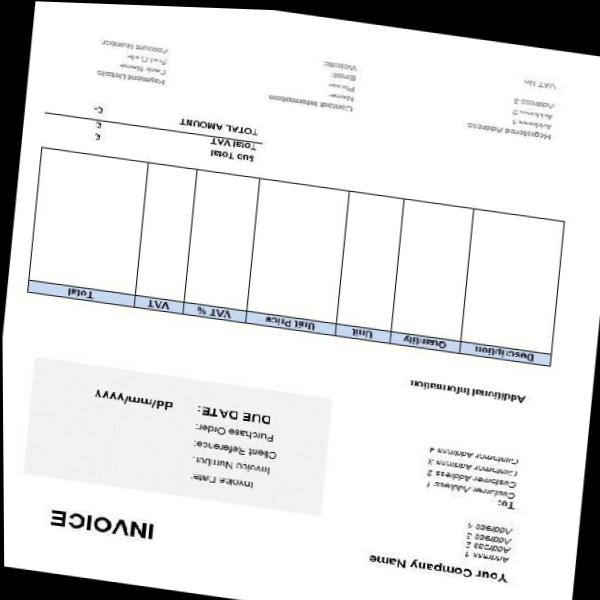 Your Company Name
Address 1
Address 2
Address 3
Address 4
INVOICE
To:
Customer Address 1
Customer Address 2
Customer Address 3
Customer Address 4
Invoice Date:
Invoice Number:
Client Reference:
Purchase Order:
DUE DATE: dd/mm/yyyy
Additional Information
Description Quantity Unit Unit Price VAT % VAT Total
Sub Total £
Total VAT £
TOTAL AMOUNT £-
Registered Address
Address 1
Address 2
Address 3
VAT No
Contact Information
Name:
Phone:
Email:
Website:
Payment Details
Bank Name
Sort Code
Account Number